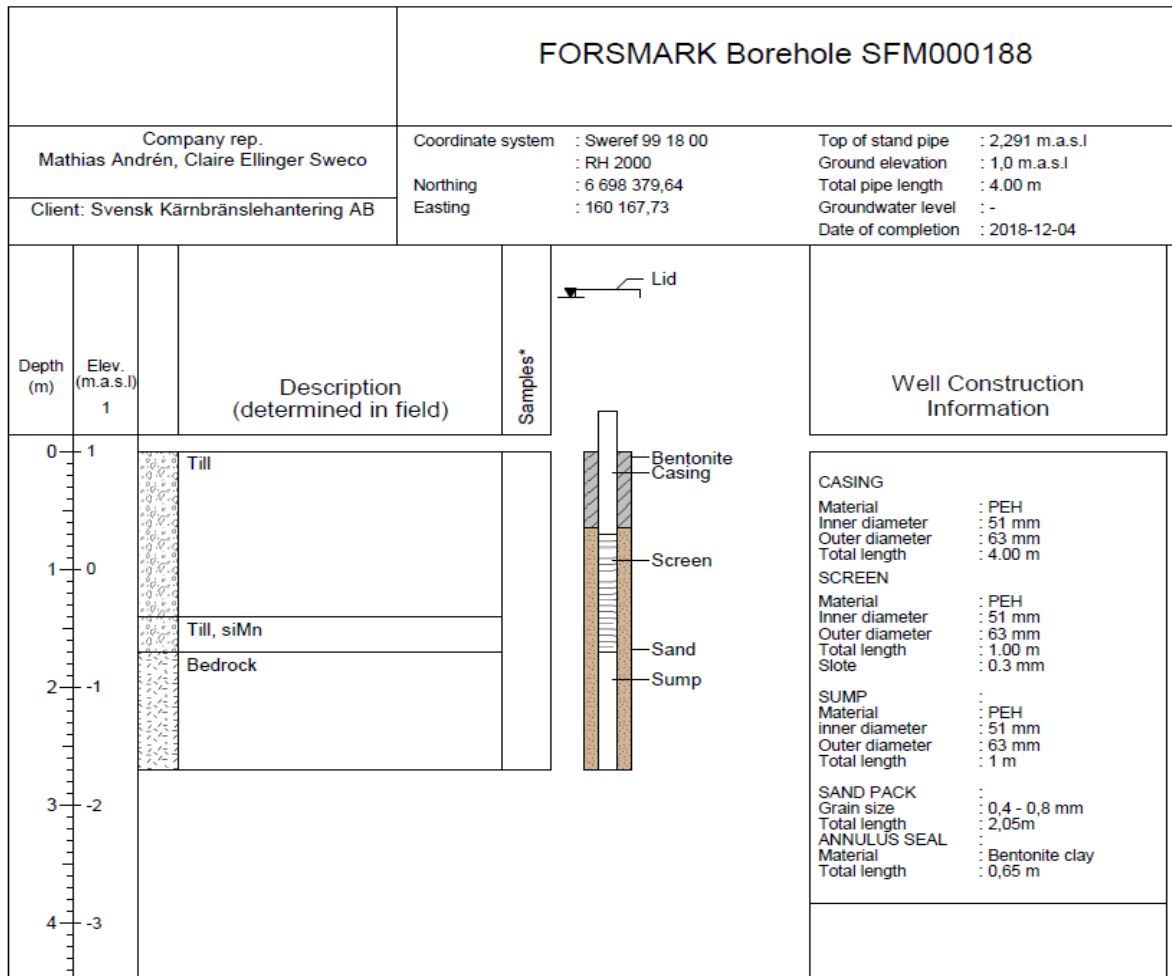 FORSMARK Borehole SFM000188
Company rep.
Mathias Andrén, Claire Ellinger Sweco
Client: Svensk Kärnbränslehantering AB
Coordinate system : Sweref 99 18 00
: RH 2000
Northing : 6 698 379,64
Easting : 160 167,73
Top of stand pipe : 2,291 m.a.s.l
Ground elevation : 1,0 m.a.s.l
Total pipe length : 4.00 m
Groundwater level : -
Date of completion : 2018-12-04
Depth
(m)
Elev.
(m.a.s.l)
1
Description
(determined in field)
Samples*
Lid
Well Construction
Information
0 1
1 0
2 -1
3 -2
4 -3
Till
Till, siMn
Bedrock
Bentonite
Casing
Screen
Sand
Sump
CASING
Material : PEH
Inner diameter : 51 mm
Outer diameter : 63 mm
Total length : 4.00 m
SCREEN
Material : PEH
Inner diameter : 51 mm
Outer diameter : 63 mm
Total length : 1.00 m
Slote : 0.3 mm
SUMP :
Material : PEH
inner diameter : 51 mm
Outer diameter : 63 mm
Total length : 1 m
SAND PACK :
Grain size : 0,4 - 0,8 mm
Total length : 2,05m
ANNULUS SEAL :
Material : Bentonite clay
Total length : 0,65 m